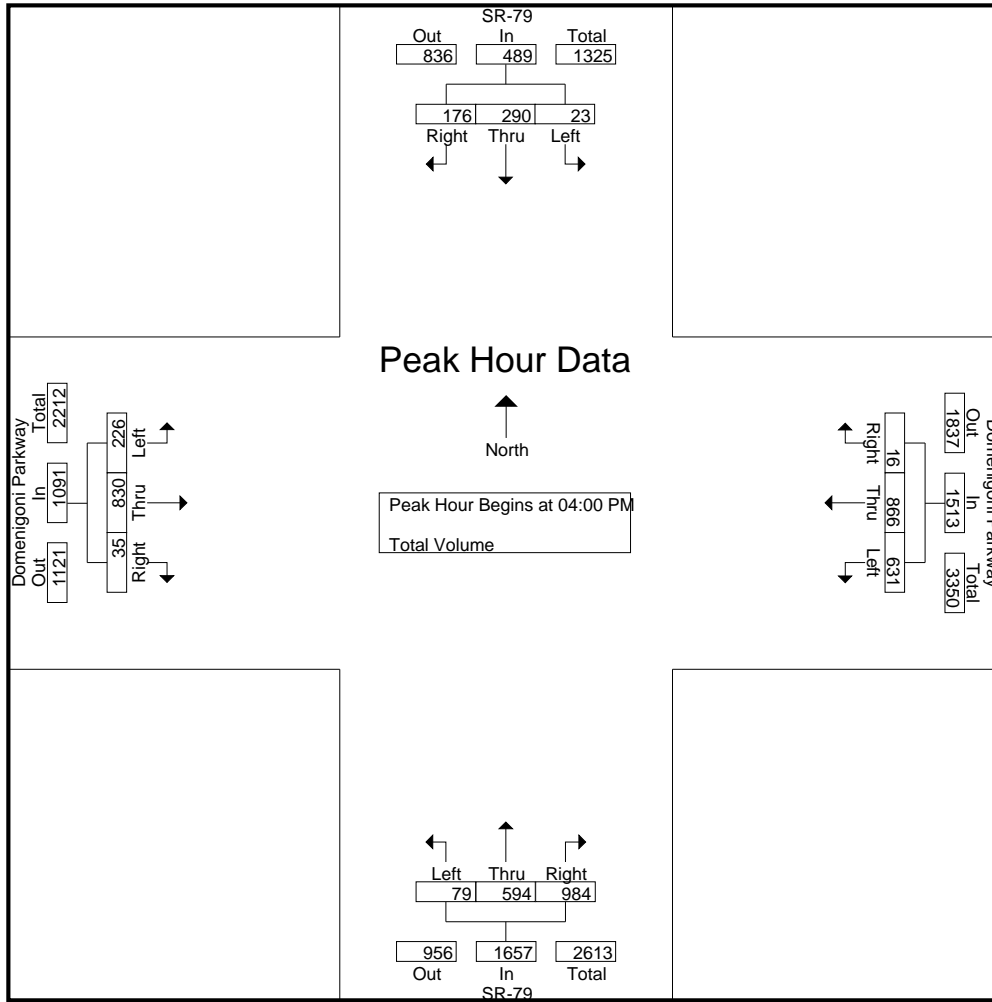 SR-79
Out In Total
836 489 1325
176 290 23
Right Thru Left
Peak Hour Data
North
Peak Hour Begins at 04:00 PM
Total Volume
Domenigoni Parkway
Out In Total
1121 1091 2212
35 830 226
Right Thru Left
Domenigoni Parkway
Out In Total
1837 1513 3350
16 866 631
Right Thru Left
Left Thru Right
79 594 984
956 1657 2613
Out In Total
SR-79